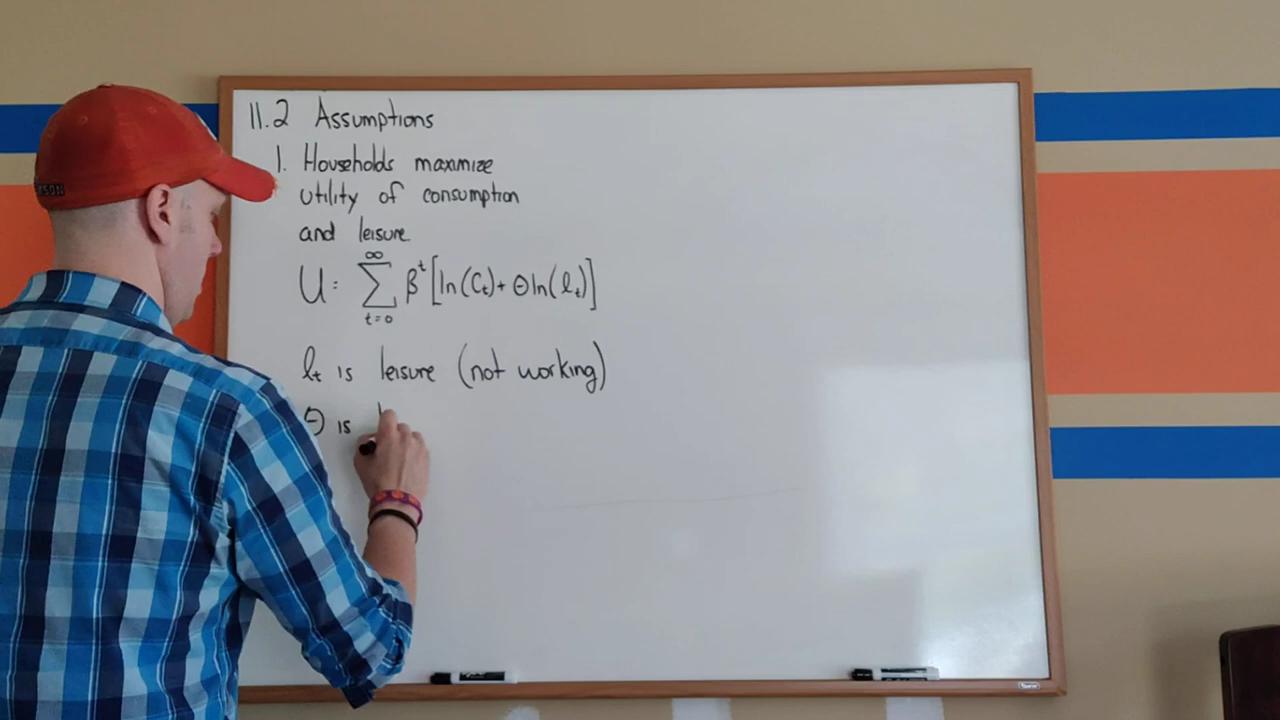 11.2 Assumptions
1. Households maximize
utility of consumption
and leisure
U = ∞ ∑ t=0 β^t [ln(C_t) + Θln(l_t)]
l_t is leisure (not working)
Θ is